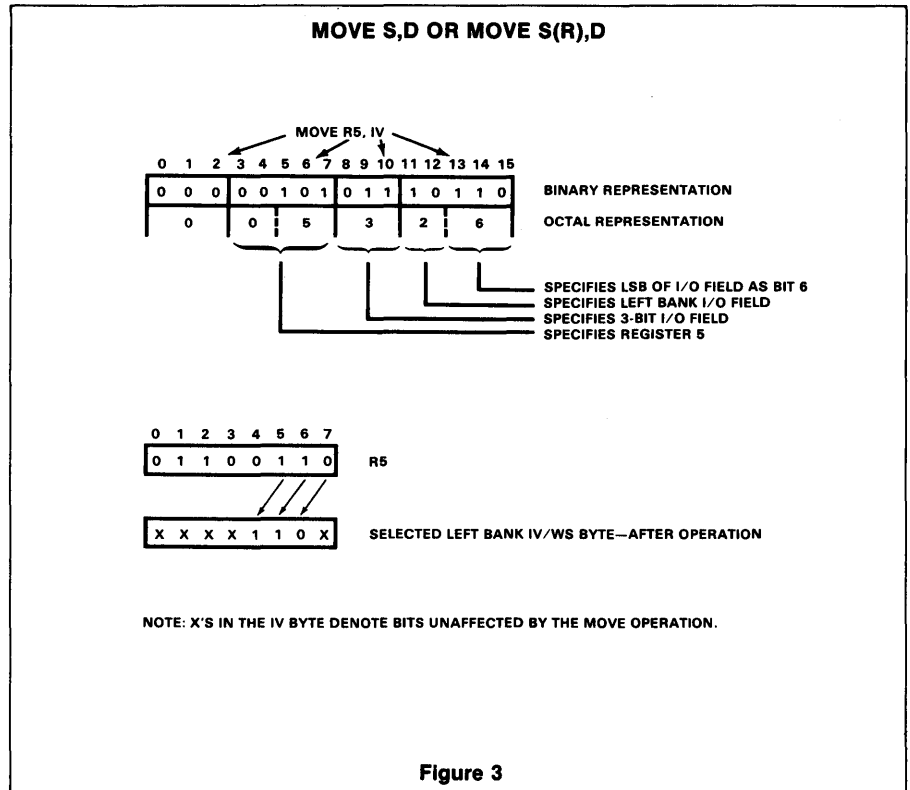 MOVE S,D OR MOVE S(R),D
MOVE R5, IV
0 1 2 3 4 5 6 7 8 9 10 11 12 13 14 15
0 0 0 0 0 1 0 1 0 1 1 1 0 1 1 0 BINARY REPRESENTATION
0 0 5 3 2 6 OCTAL REPRESENTATION
SPECIFIES LSB OF I/O FIELD AS BIT 6
SPECIFIES LEFT BANK I/O FIELD
SPECIFIES 3-BIT I/O FIELD
SPECIFIES REGISTER 5
0 1 2 3 4 5 6 7
0 1 1 0 0 1 1 0 R5
X X X X 1 1 0 X SELECTED LEFT BANK IV/WS BYTE—AFTER OPERATION
NOTE: X'S IN THE IV BYTE DENOTE BITS UNAFFECTED BY THE MOVE OPERATION.
Figure 3